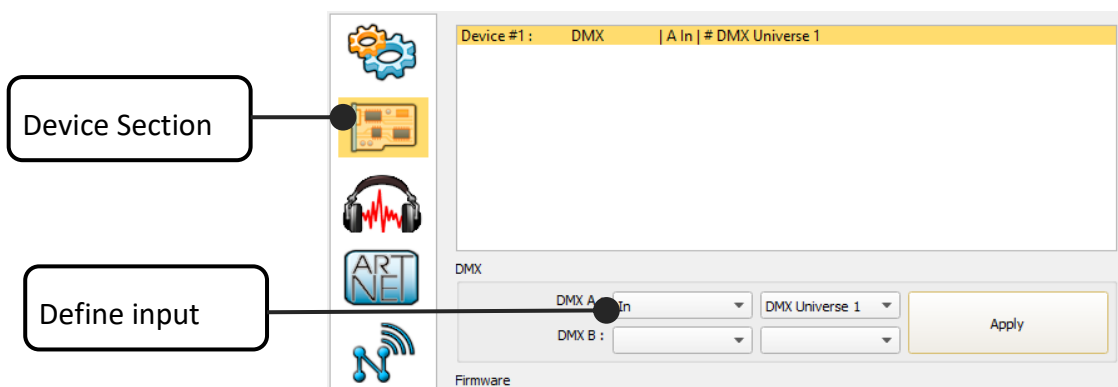 Device #1 : DMX | A In | # DMX Universe 1
Device Section
ART
NET
DMX
Define input
DMX A In DMX Universe 1
Apply
DMX B :
N
Firmware